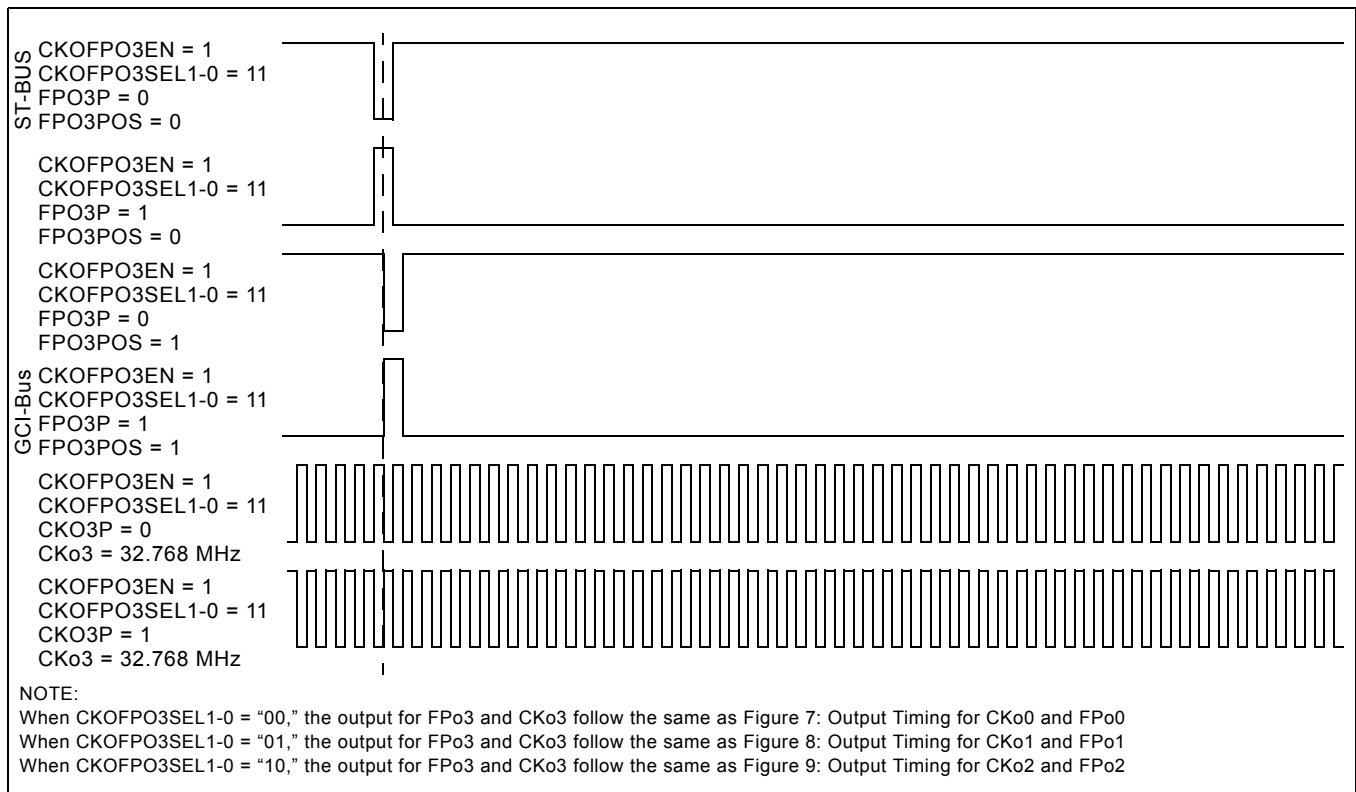 ST-BUS
CKOFPO3EN = 1
CKOFPO3SEL1-0 = 11
FPO3P = 0
FPO3POS = 0
CKOFPO3EN = 1
CKOFPO3SEL1-0 = 11
FPO3P = 1
FPO3POS = 0
CKOFPO3EN = 1
CKOFPO3SEL1-0 = 11
FPO3P = 0
FPO3POS = 1
GCI-Bus
CKOFPO3EN = 1
CKOFPO3SEL1-0 = 11
FPO3P = 1
FPO3POS = 1
CKOFPO3EN = 1
CKOFPO3SEL1-0 = 11
CKO3P = 0
CKo3 = 32.768 MHz
CKOFPO3EN = 1
CKOFPO3SEL1-0 = 11
CKO3P = 1
CKo3 = 32.768 MHz
NOTE:
When CKOFPO3SEL1-0 = “00,” the output for FPo3 and CKo3 follow the same as Figure 7: Output Timing for CKo0 and FPo0
When CKOFPO3SEL1-0 = “01,” the output for FPo3 and CKo3 follow the same as Figure 8: Output Timing for CKo1 and FPo1
When CKOFPO3SEL1-0 = “10,” the output for FPo3 and CKo3 follow the same as Figure 9: Output Timing for CKo2 and FPo2